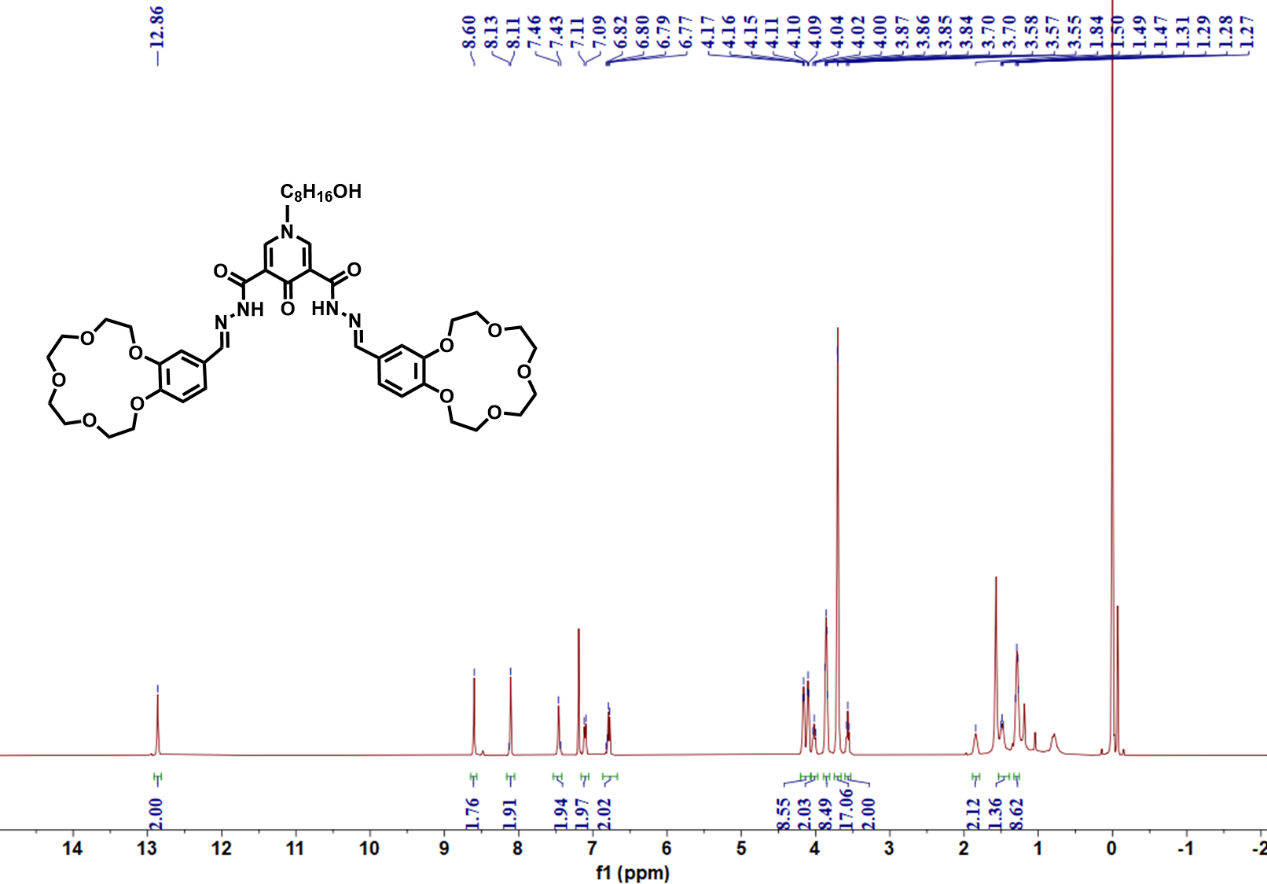 -12.86
8.60
8.13
8.11
7.46
7.43
7.11
7.09
6.82
6.80
6.79
6.77
4.17
4.16
4.15
4.11
4.10
4.09
4.04
4.02
4.00
3.87
3.86
3.85
3.84
3.70
3.70
3.58
3.57
3.55
1.84
1.50
1.49
1.47
1.31
1.29
1.28
1.27
C8H16OH
N
O
O
O
NH
HN
N
N
O
O
O
O
O
O
O
O
O
O
2.00
1.76
1.91
1.94
1.97
2.02
8.55
2.03
8.49
17.06
2.00
2.12
1.36
8.62
14 13 12 11 10 9 8 7 6 5 4 3 2 1 0 -1 -2
f1 (ppm)